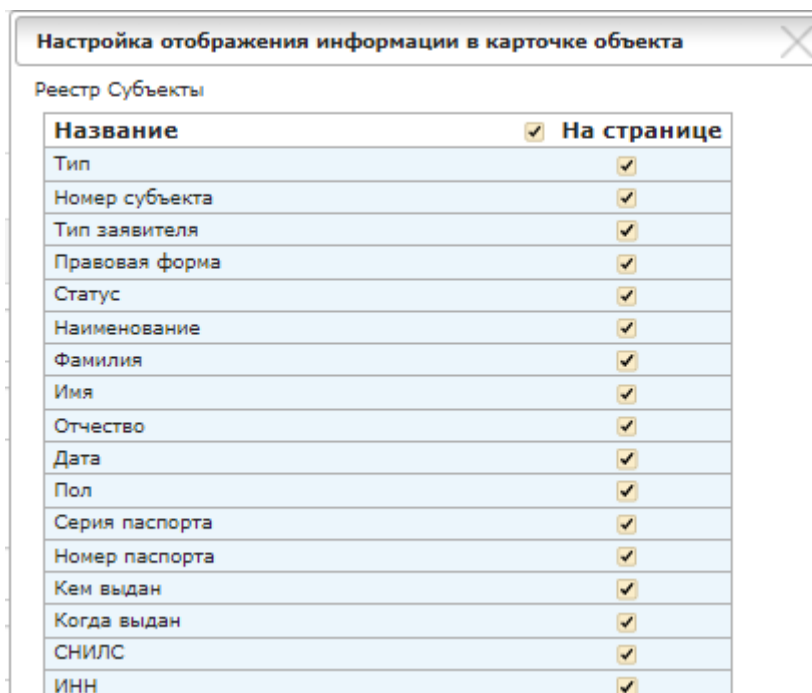 Настройка отображения информации в карточке объекта
Реестр Субъекты
Название На странице
Тип
Номер субъекта
Тип заявителя
Правовая форма
Статус
Наименование
Фамилия
Имя
Отчество
Дата
Пол
Серия паспорта
Номер паспорта
Кем выдан
Когда выдан
СНИЛС
ИНН